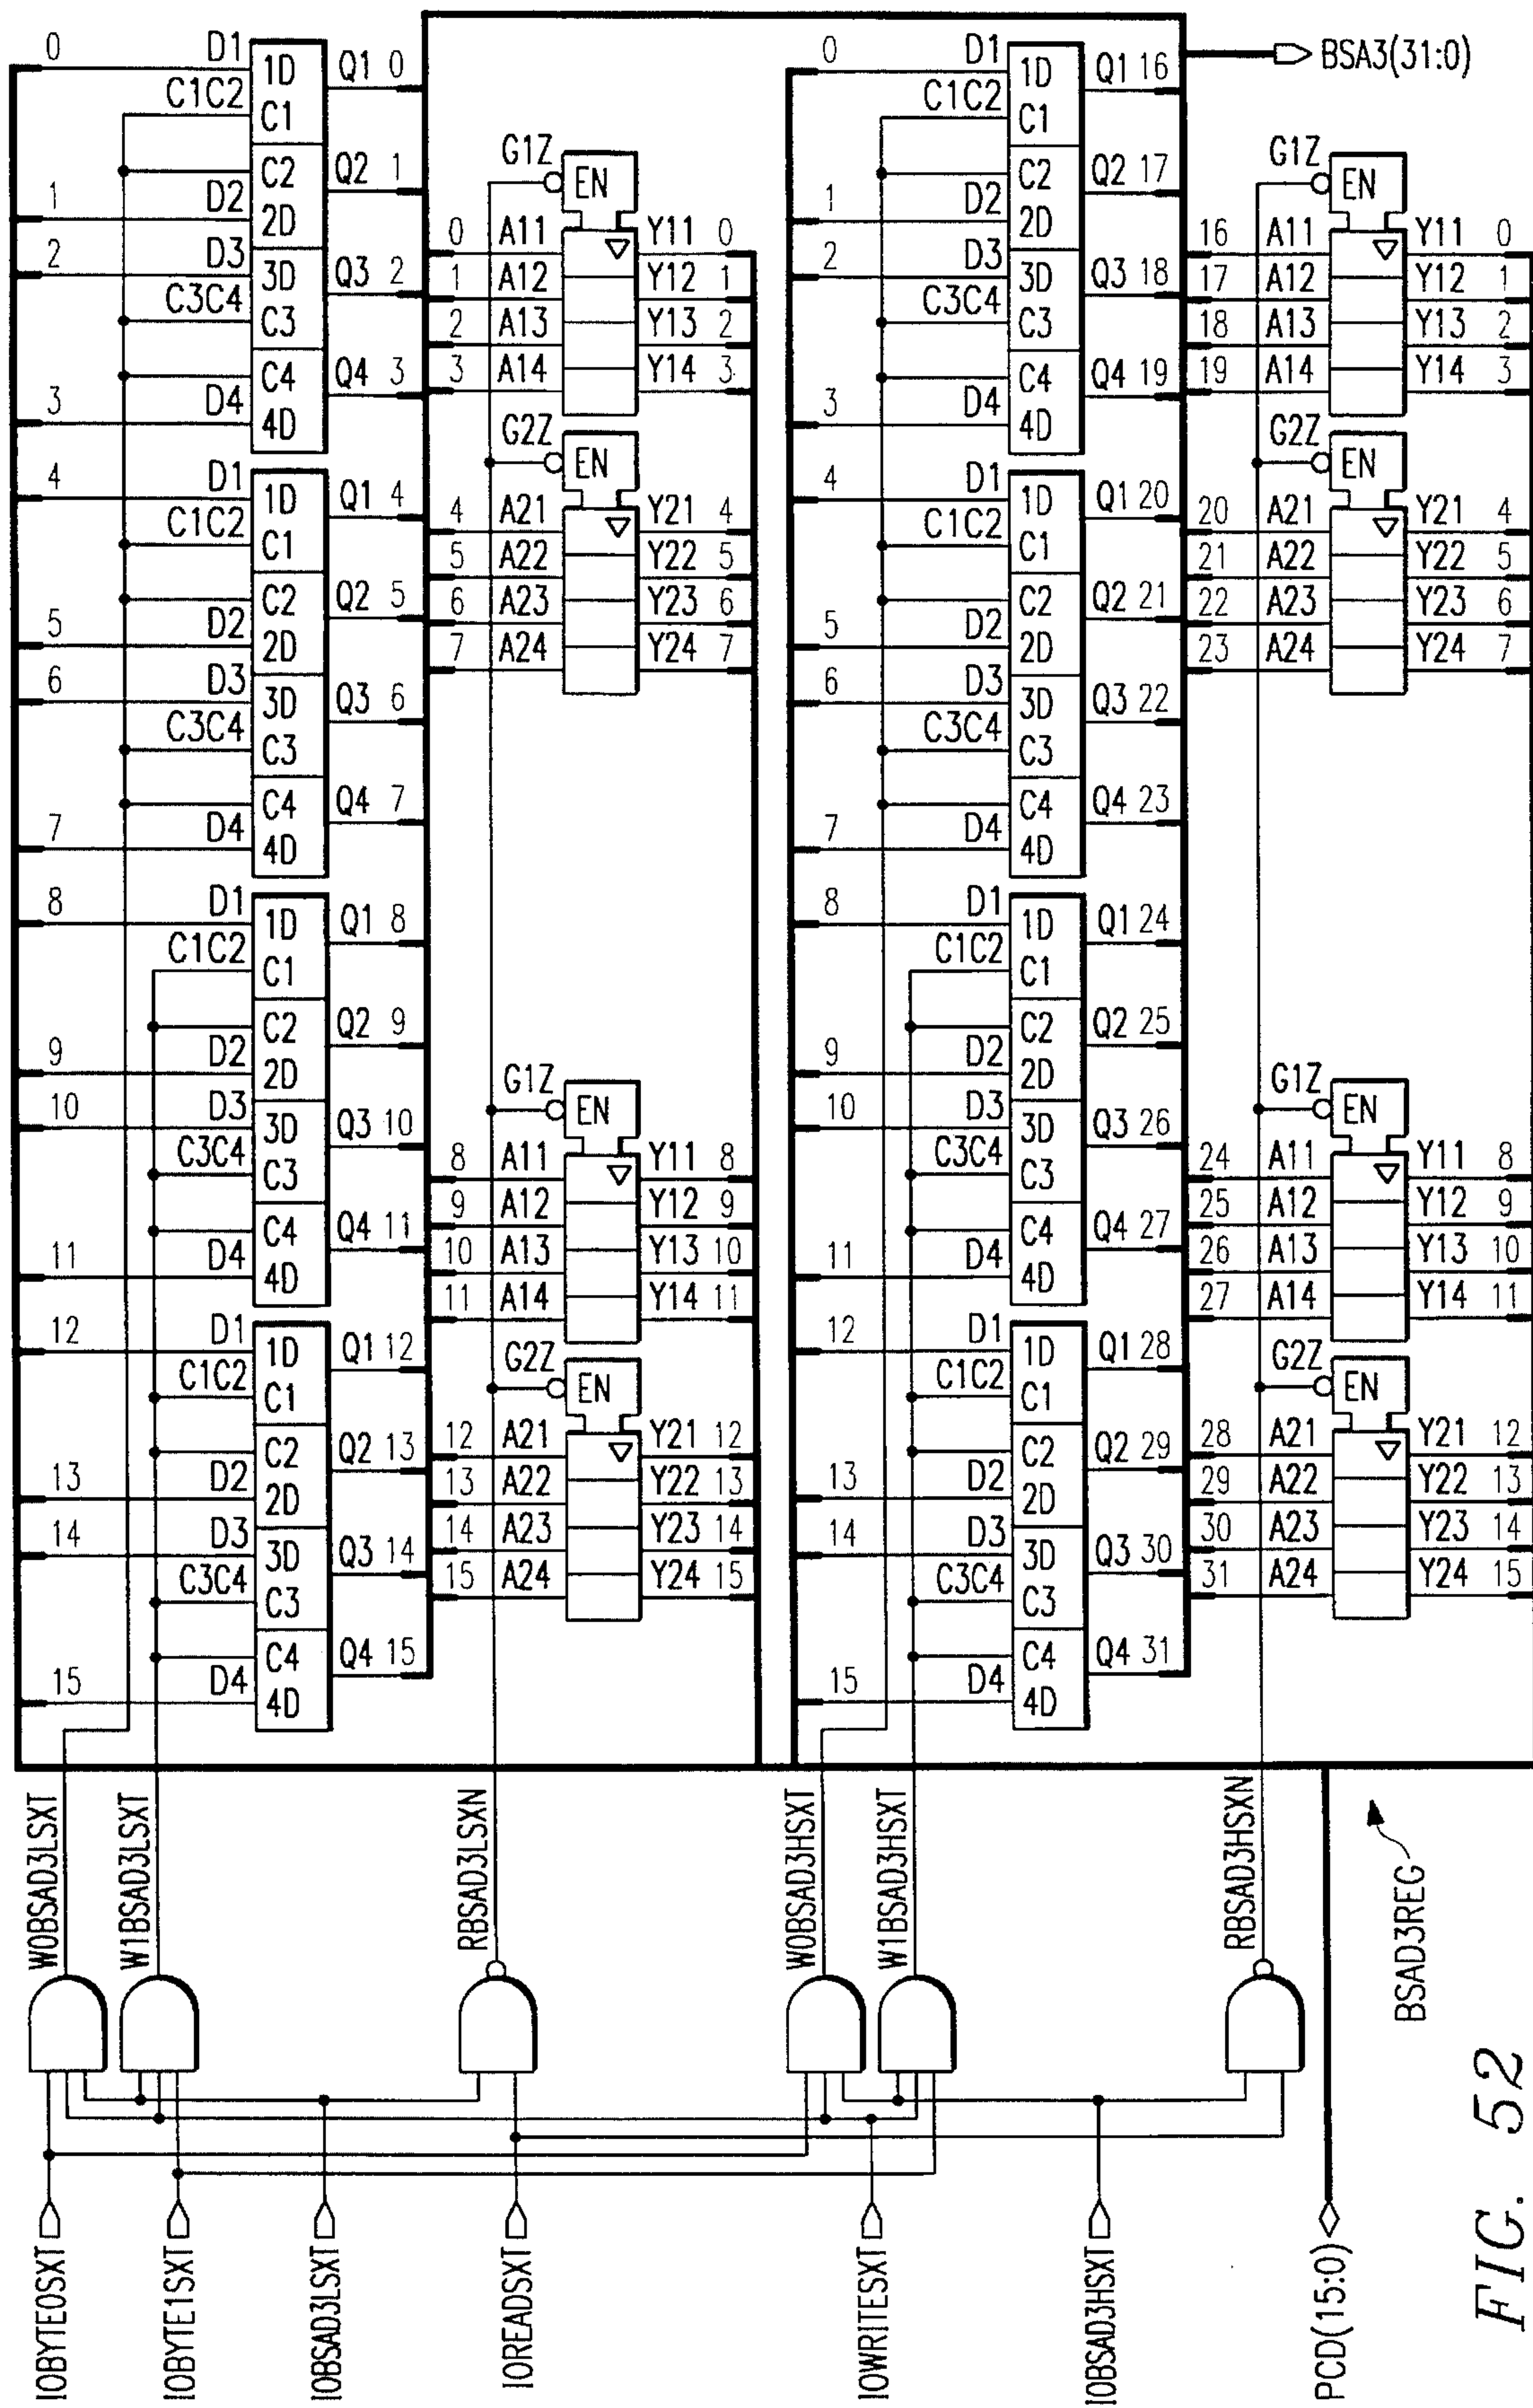 0 D1 1D Q1 0
C1C2 C1
C2 Q2 1
1 D2 2D
2 D3 3D Q3 2
C3C4 C3
C4 Q4 3
3 D4 4D
4 D1 1D Q1 4
C1C2 C1
C2 Q2 5
5 D2 2D
6 D3 3D Q3 6
C3C4 C3
C4 Q4 7
7 D4 4D
8 D1 1D Q1 8
C1C2 C1
C2 Q2 9
9 D2 2D
10 D3 3D Q3 10
C3C4 C3
C4 Q4 11
11 D4 4D
12 D1 1D Q1 12
C1C2 C1
C2 Q2 13
13 D2 2D
14 D3 3D Q3 14
C3C4 C3
C4 Q4 15
15 D4 4D
G1Z EN
0 A11 Y11 0
1 A12 Y12 1
2 A13 Y13 2
3 A14 Y14 3
G2Z EN
4 A21 Y21 4
5 A22 Y22 5
6 A23 Y23 6
7 A24 Y24 7
G1Z EN
8 A11 Y11 8
9 A12 Y12 9
10 A13 Y13 10
11 A14 Y14 11
G2Z EN
12 A21 Y21 12
13 A22 Y22 13
14 A23 Y23 14
15 A24 Y24 15
0 D1 1D Q1 16
C1C2 C1
C2 Q2 17
1 D2 2D
2 D3 3D Q3 18
C3C4 C3
C4 Q4 19
3 D4 4D
4 D1 1D Q1 20
C1C2 C1
C2 Q2 21
5 D2 2D
6 D3 3D Q3 22
C3C4 C3
C4 Q4 23
7 D4 4D
8 D1 1D Q1 24
C1C2 C1
C2 Q2 25
9 D2 2D
10 D3 3D Q3 26
C3C4 C3
C4 Q4 27
11 D4 4D
12 D1 1D Q1 28
C1C2 C1
C2 Q2 29
13 D2 2D
14 D3 3D Q3 30
C3C4 C3
C4 Q4 31
15 D4 4D
BSA3(31:0)
G1Z EN
16 A11 Y11 0
17 A12 Y12 1
18 A13 Y13 2
19 A14 Y14 3
G2Z EN
20 A21 Y21 4
21 A22 Y22 5
22 A23 Y23 6
23 A24 Y24 7
G1Z EN
24 A11 Y11 8
25 A12 Y12 9
26 A13 Y13 10
27 A14 Y14 11
G2Z EN
28 A21 Y21 12
29 A22 Y22 13
30 A23 Y23 14
31 A24 Y24 15
W0BSAD3LSXT
W1BSAD3LSXT
RBSAD3LSXN
W0BSAD3HSXT
W1BSAD3HSXT
RBSAD3HSXN
BSAD3REG
IOBYTE0SXT
IOBYTE1SXT
IOBSAD3LSXT
IOREADSXT
IOWRITESXT
IOBSAD3HSXT
PCD(15:0)
FIG. 52